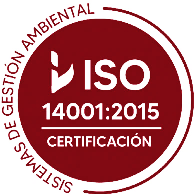 SISTEMAS DE GESTIÓN AMBIENTAL
ISO
14001:2015
CERTIFICACIÓN